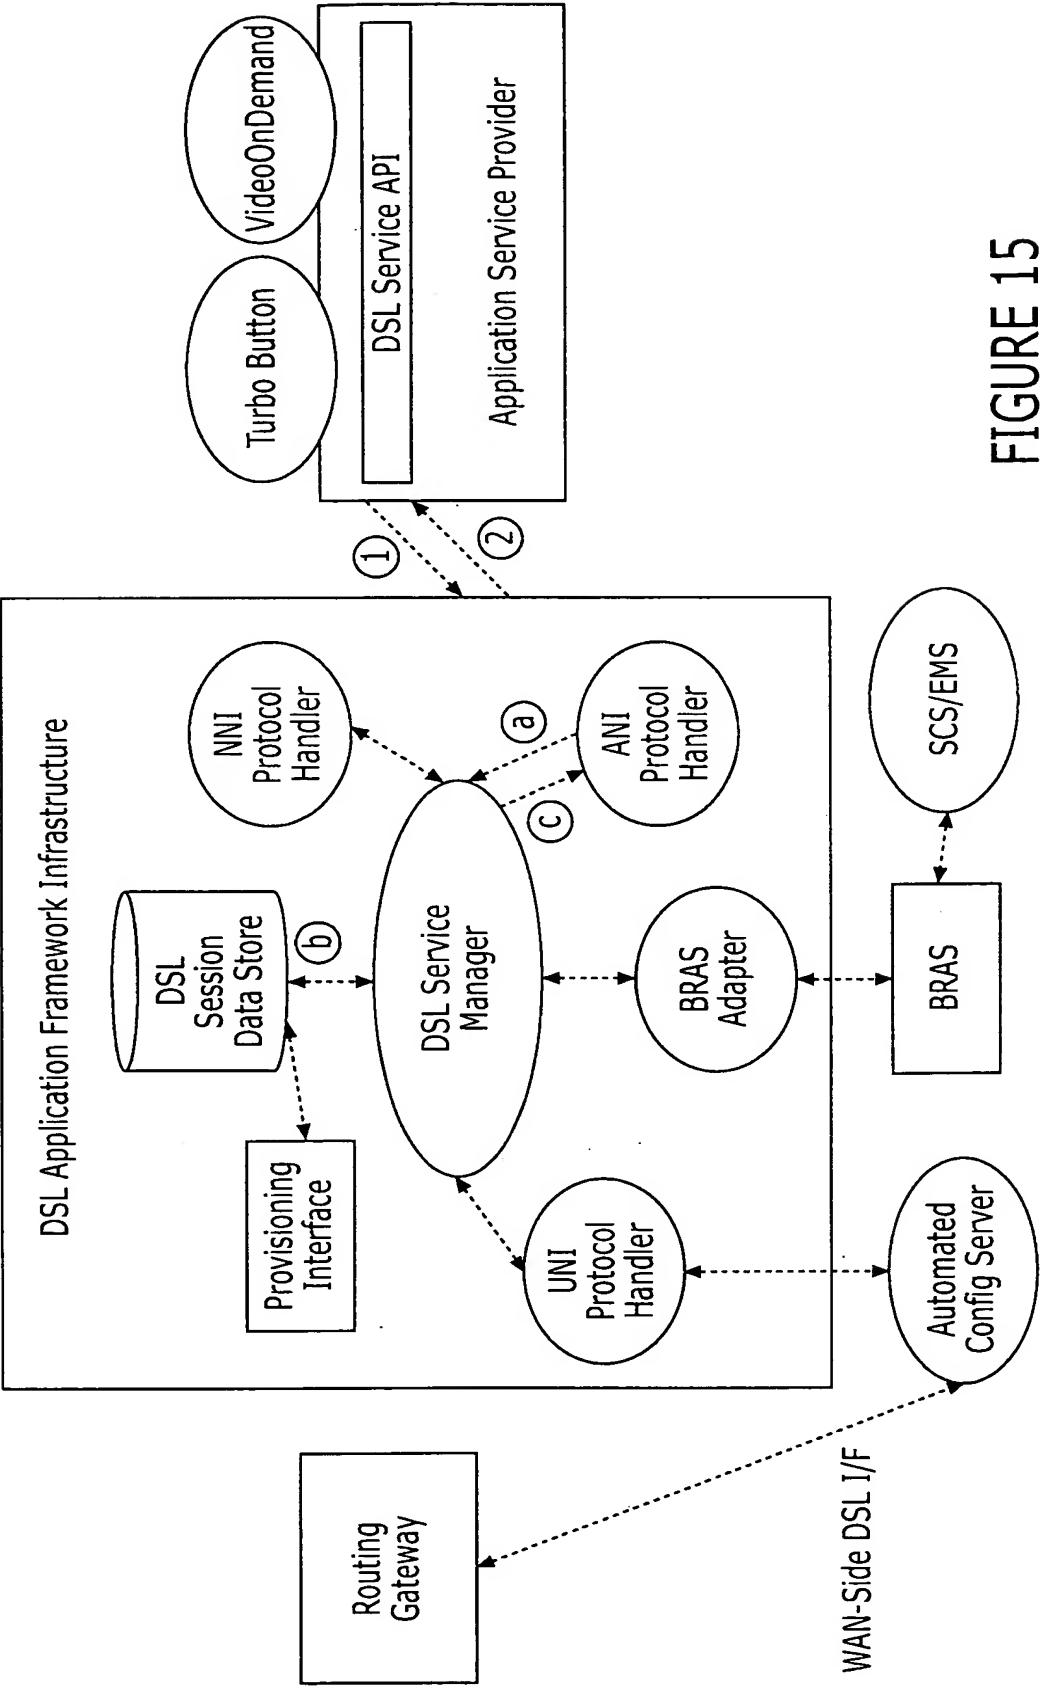 DSL Application Framework Infrastructure
Routing
Gateway
WAN-Side DSL I/F
Provisioning
Interface
DSL
Session
Data Store
b
NNI
Protocol
Handler
DSL Service
Manager
UNI
Protocol
Handler
BRAS
Adapter
a
c
ANI
Protocol
Handler
Automated
Config Server
BRAS
SCS/EMS
1
2
Turbo Button
VideoOnDemand
DSL Service API
Application Service Provider
FIGURE 15